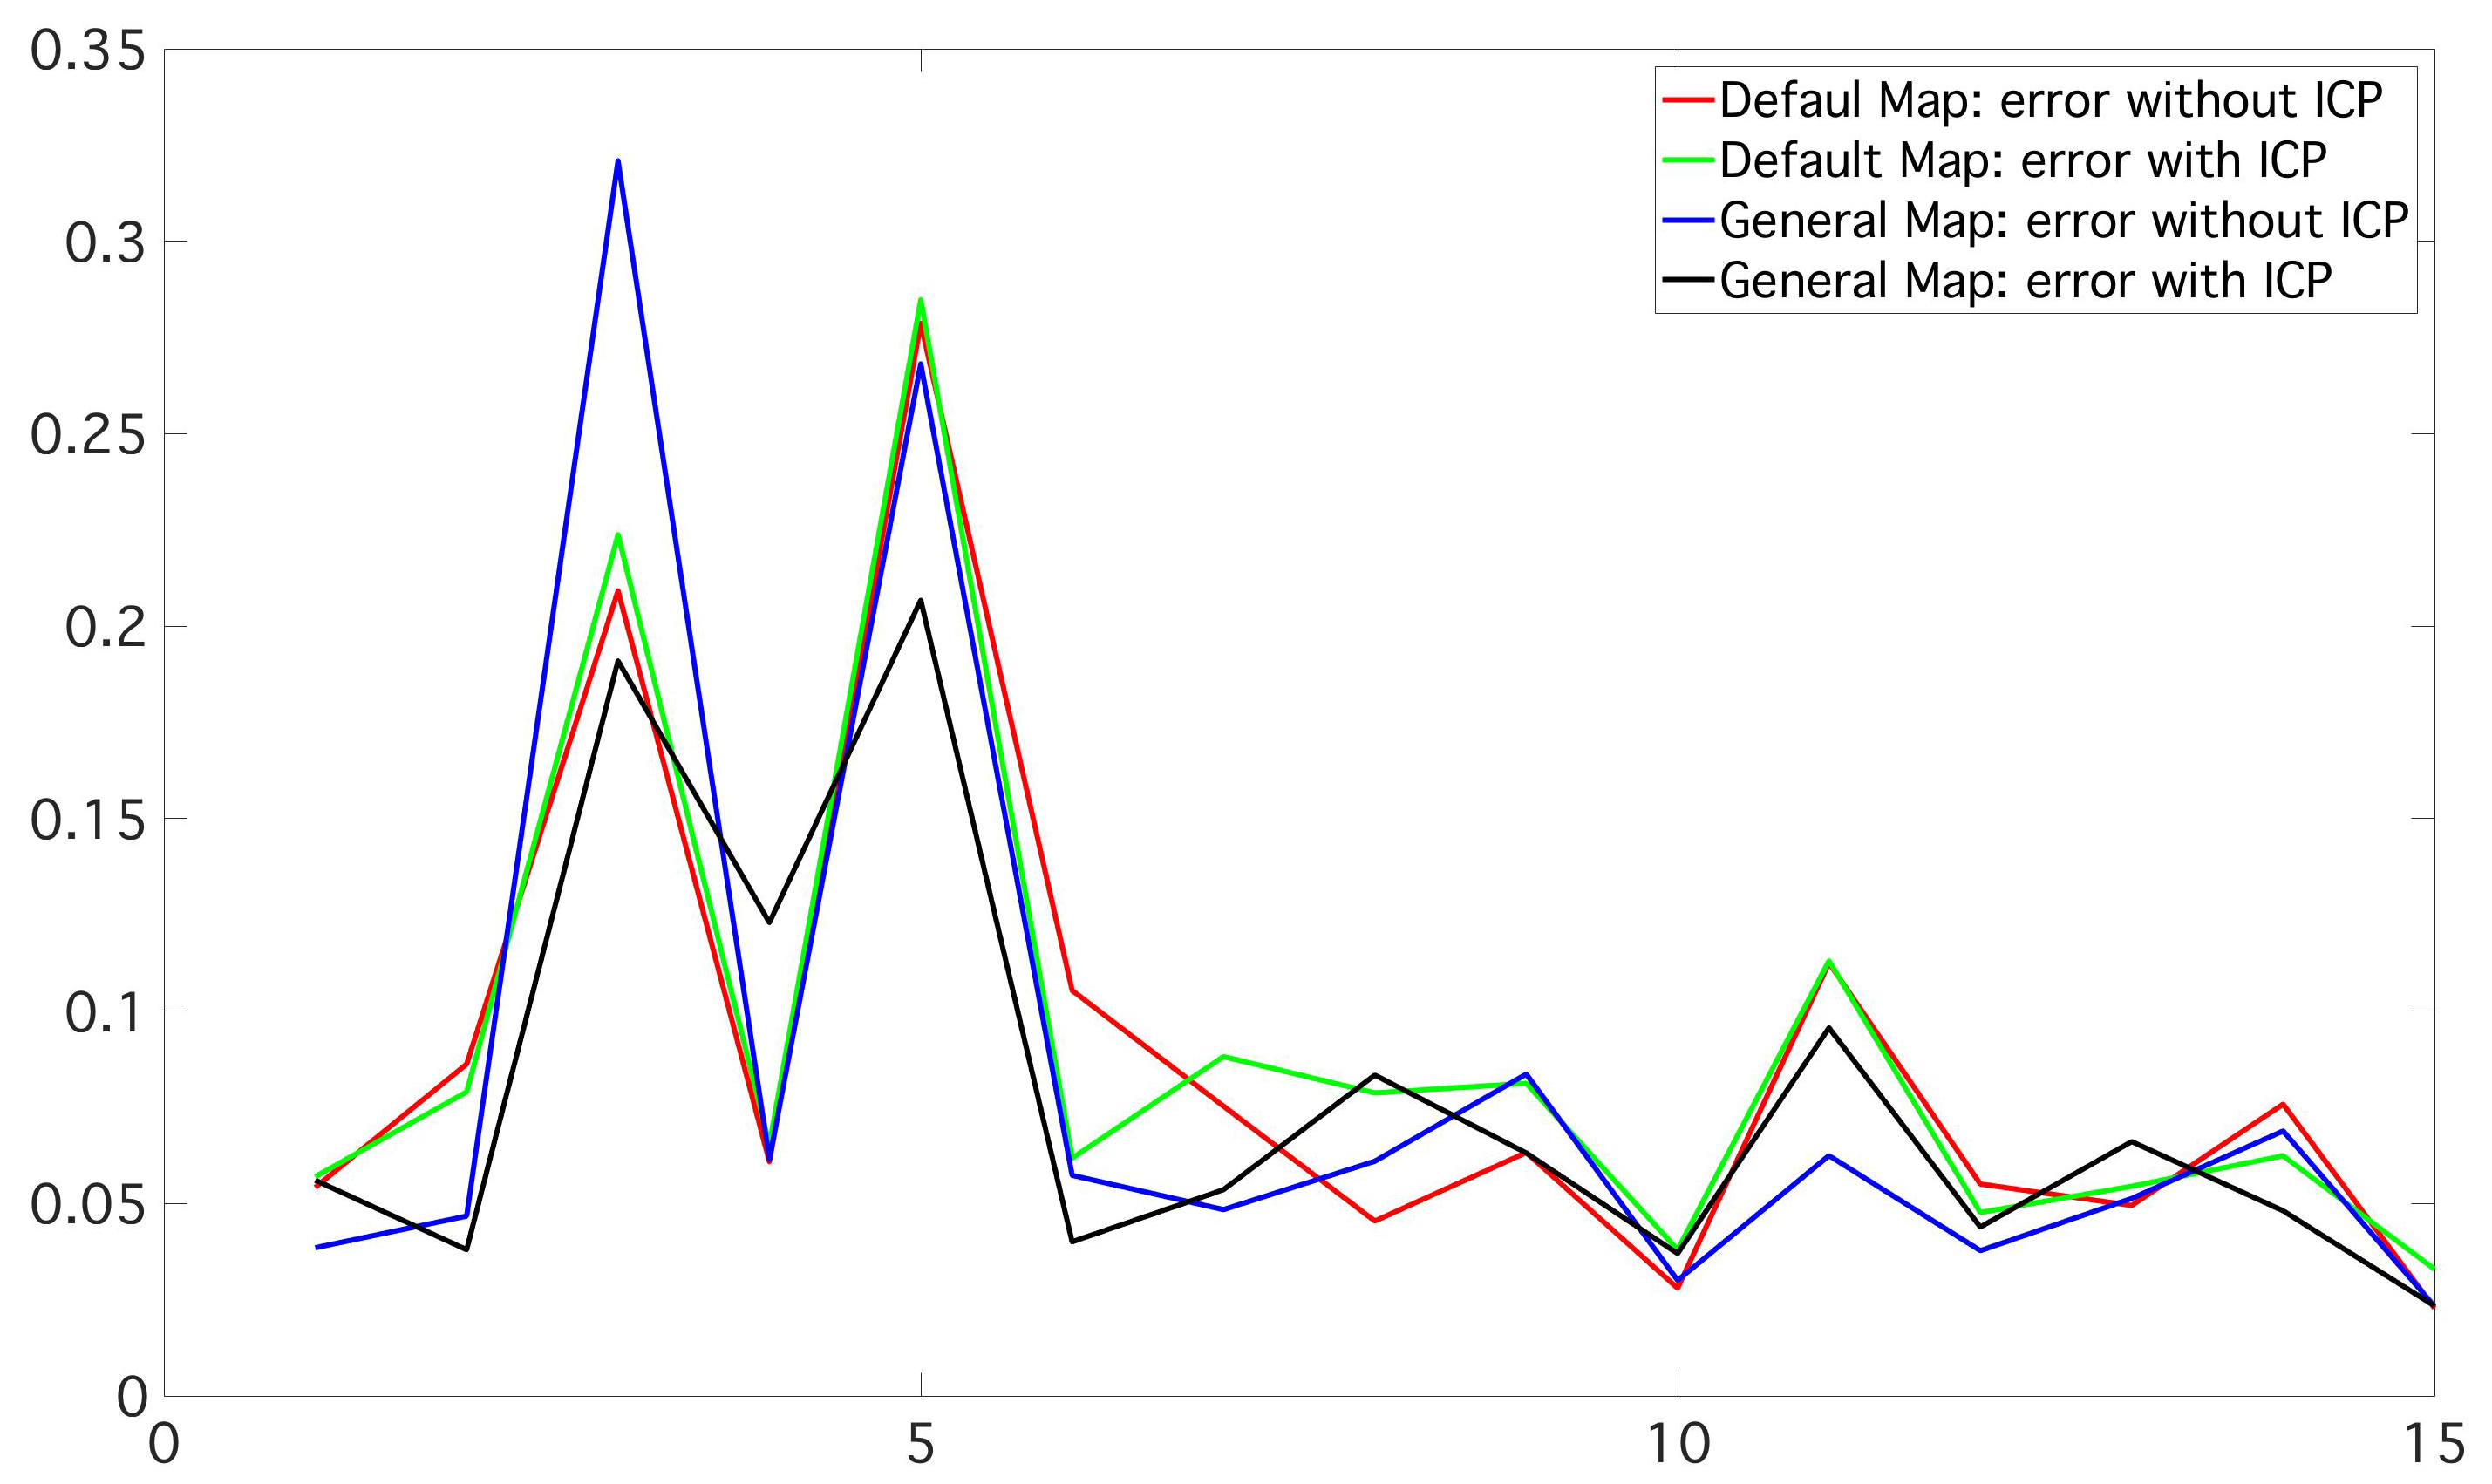 0.35
0.3
0.25
0.2
0.15
0.1
0.05
0
0 5 10 15
Defaul Map: error without ICP
Default Map: error with ICP
General Map: error without ICP
General Map: error with ICP